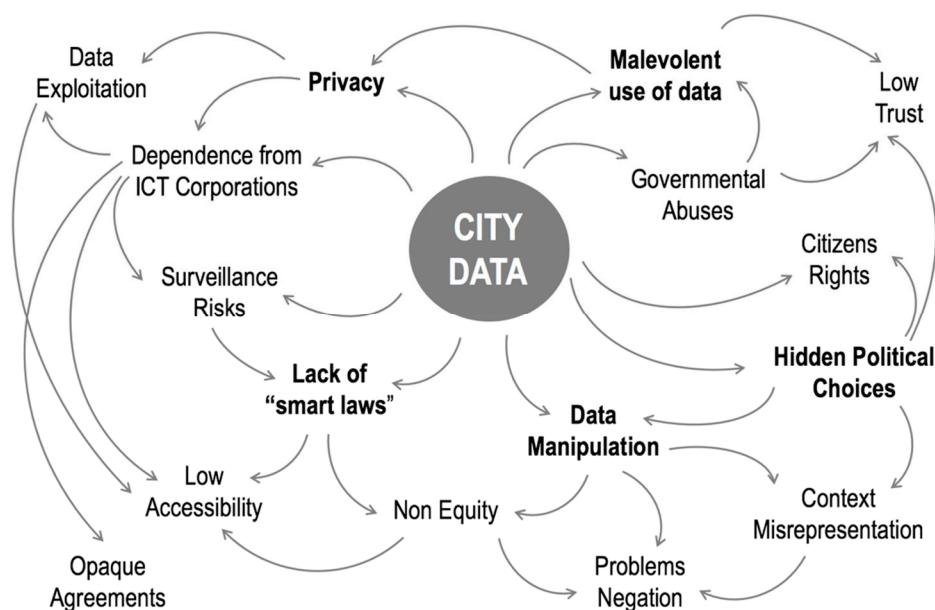 Data
Exploitation
Privacy
Malevolent
use of data
Low
Trust
Dependence from
ICT Corporations
Governmental
Abuses
CITY
DATA
Citizens
Rights
Surveillance
Risks
Hidden Political
Choices
Lack of
“smart laws”
Data
Manipulation
Low
Accessibility
Non Equity
Context
Misrepresentation
Opaque
Agreements
Problems
Negation